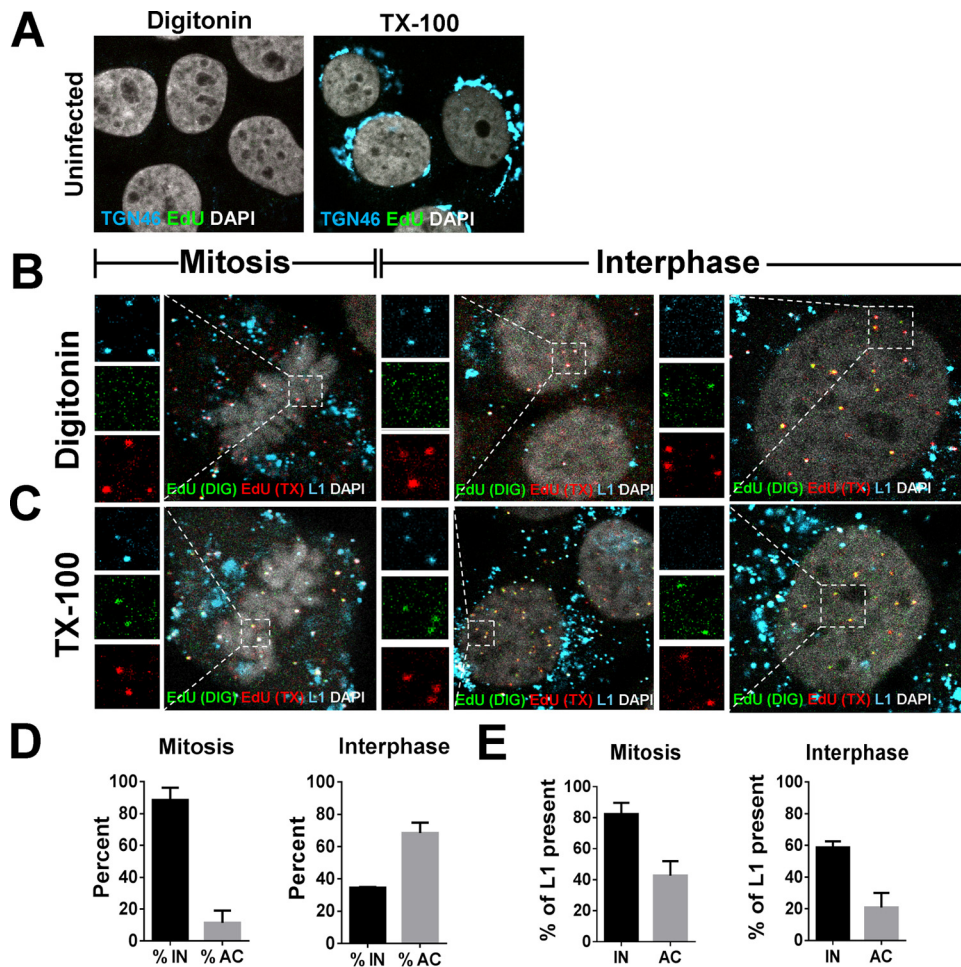 A
Digitonin
TX-100
Uninfected
TGN46 EdU DAPI
TGN46 EdU DAPI
B
Mitosis
Interphase
Digitonin
EdU (DIG) EdU (TX) L1 DAPI
EdU (DIG) EdU (TX) L1 DAPI
EdU (DIG) EdU (TX) L1 DAPI
C
TX-100
EdU (DIG) EdU (TX) L1 DAPI
EdU (DIG) EdU (TX) L1 DAPI
EdU (DIG) EdU (TX) L1 DAPI
D
Mitosis
Percent
100
80
60
40
20
0
% IN
% AC
Interphase
Percent
100
80
60
40
20
0
% IN
% AC
E
Mitosis
% of L1 present
100
80
60
40
20
0
IN
AC
Interphase
% of L1 present
100
80
60
40
20
0
IN
AC